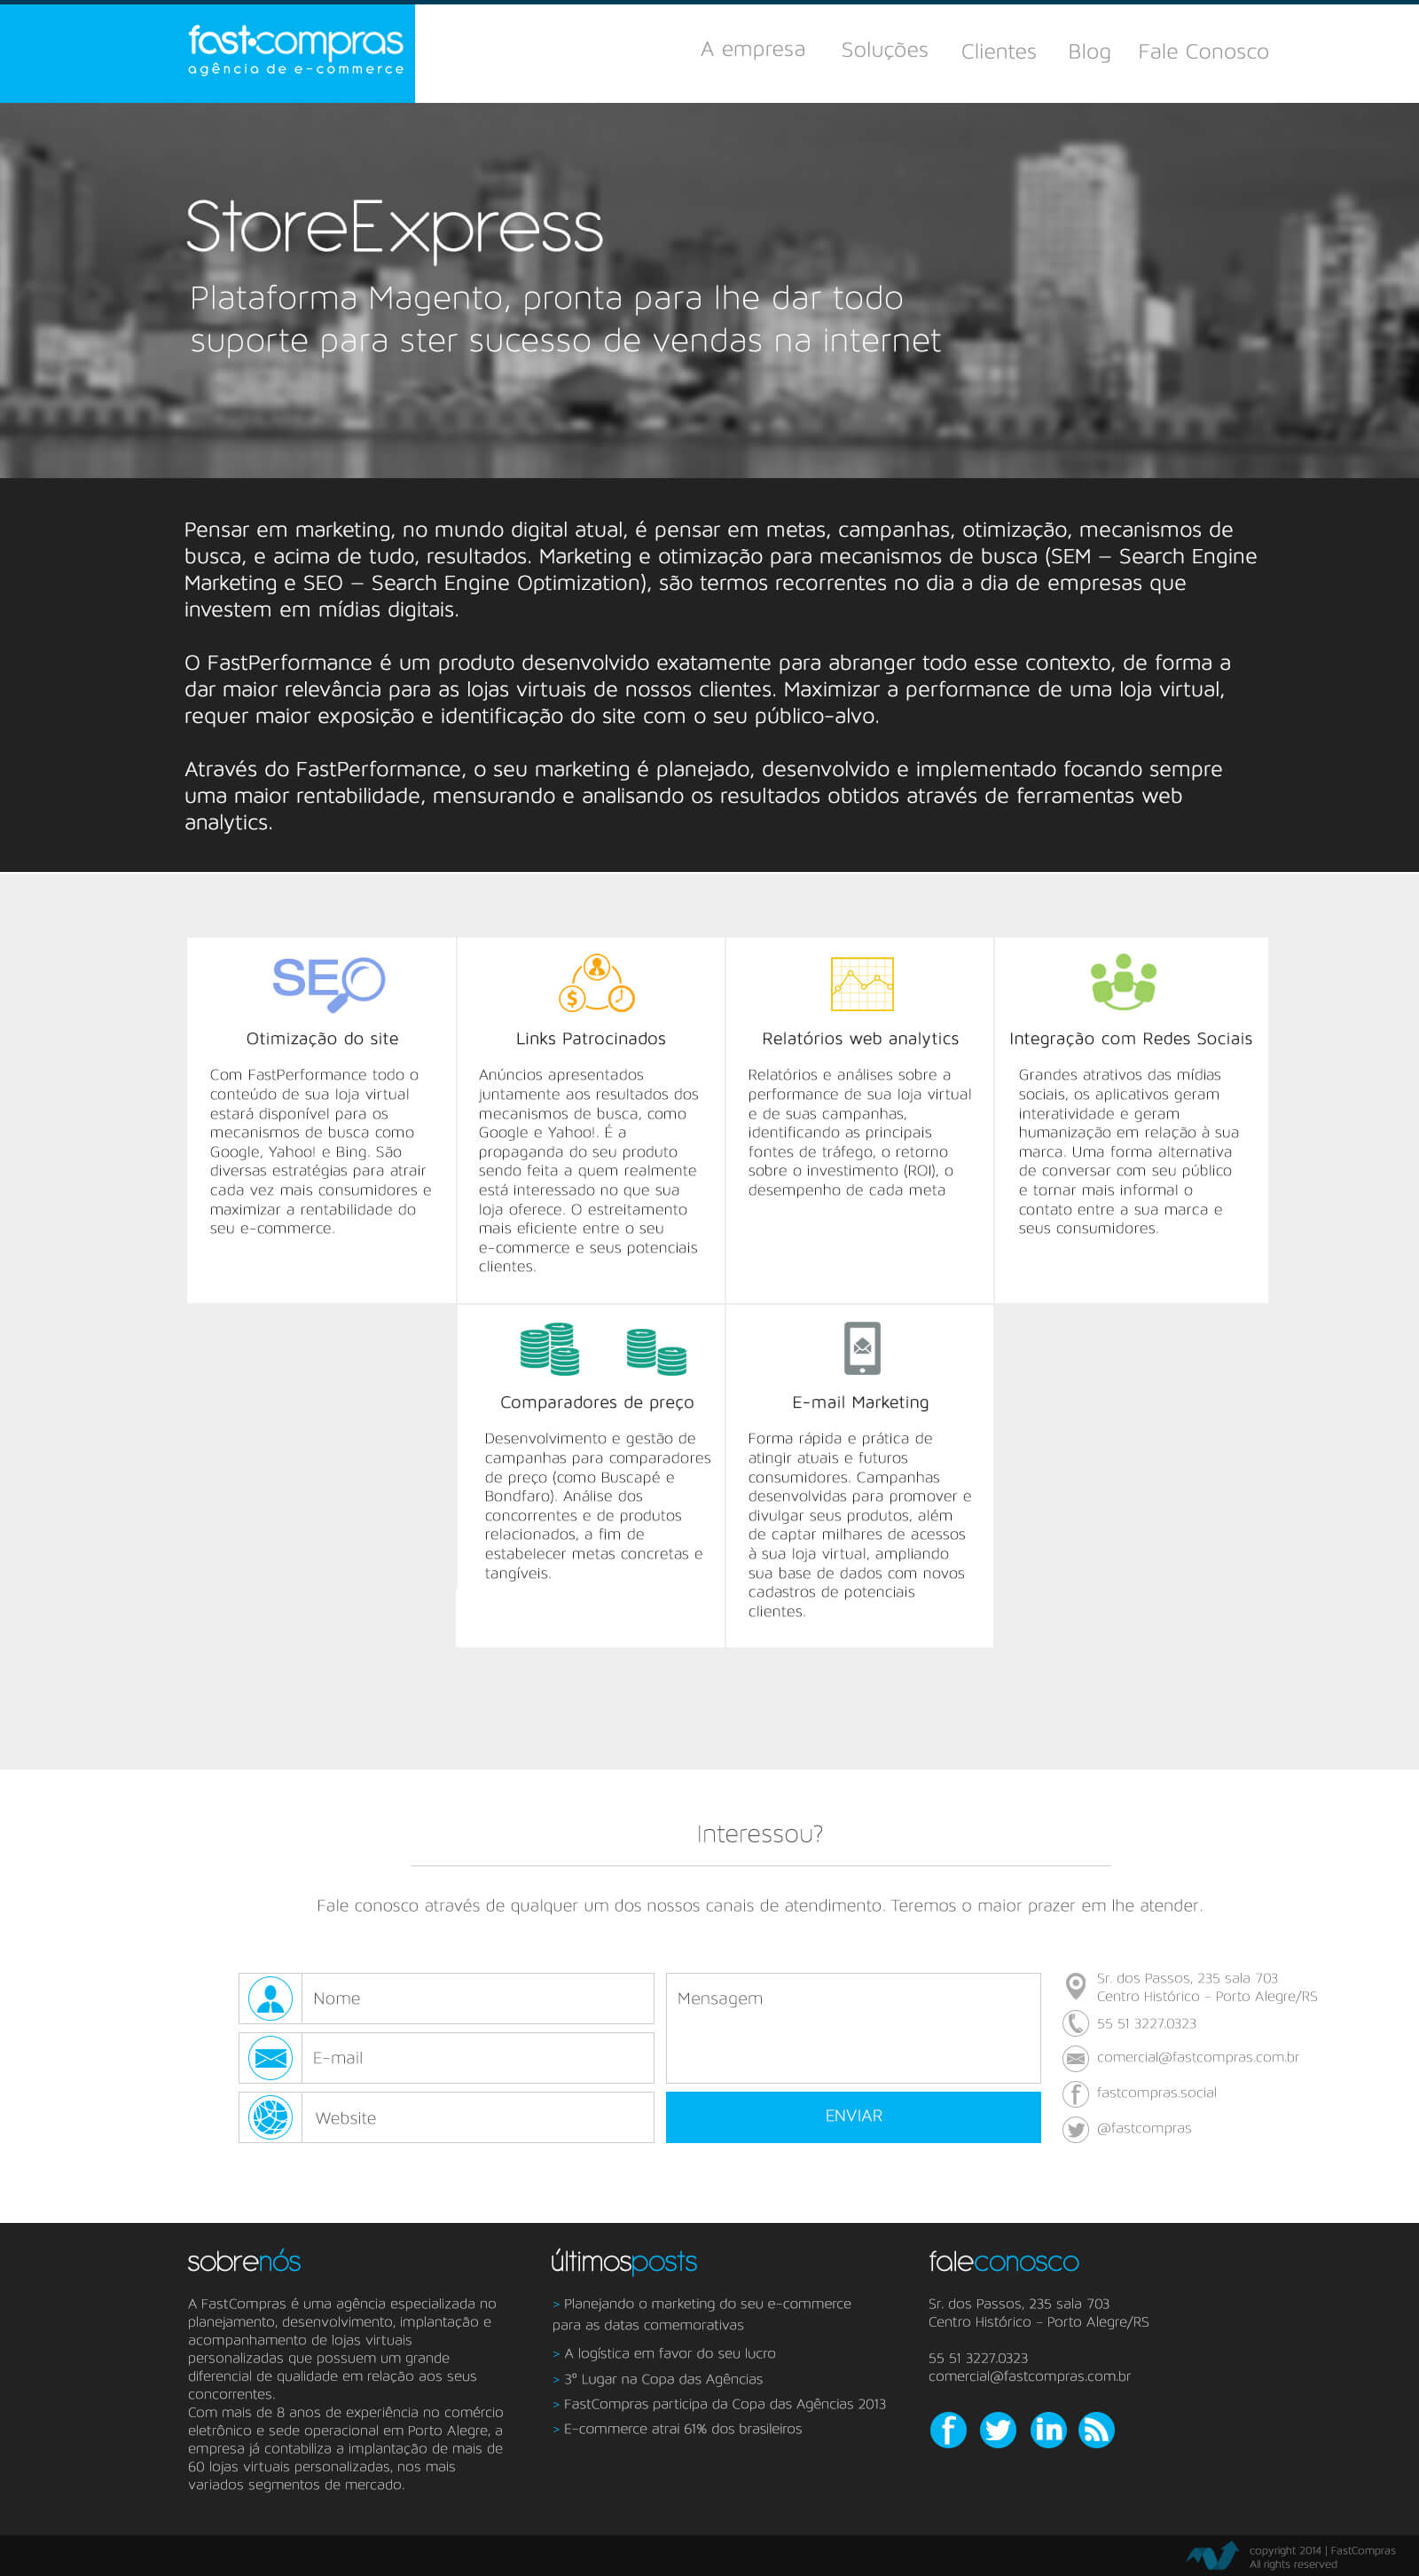 fast•compras
agência de e-commerce
A empresa
Soluções
Clientes
Blog
Fale Conosco
StoreExpress
Plataforma Magento, pronta para lhe dar todo
suporte para ster sucesso de vendas na internet
Pensar em marketing, no mundo digital atual, é pensar em metas, campanhas, otimização, mecanismos de
busca, e acima de tudo, resultados. Marketing e otimização para mecanismos de busca (SEM – Search Engine
Marketing e SEO – Search Engine Optimization), são termos recorrentes no dia a dia de empresas que
investem em mídias digitais.
O FastPerformance é um produto desenvolvido exatamente para abranger todo esse contexto, de forma a
dar maior relevância para as lojas virtuais de nossos clientes. Maximizar a performance de uma loja virtual,
requer maior exposição e identificação do site com o seu público-alvo.
Através do FastPerformance, o seu marketing é planejado, desenvolvido e implementado focando sempre
uma maior rentabilidade, mensurando e analisando os resultados obtidos através de ferramentas web
analytics.
SEO
Otimização do site
Com FastPerformance todo o
conteúdo de sua loja virtual
estará disponível para os
mecanismos de busca como
Google, Yahoo! e Bing. São
diversas estratégias para atrair
cada vez mais consumidores e
maximizar a rentabilidade do
seu e-commerce.
$
Links Patrocinados
Anúncios apresentados
juntamente aos resultados dos
mecanismos de busca, como
Google e Yahoo!. É a
propaganda do seu produto
sendo feita a quem realmente
está interessado no que sua
loja oferece. O estreitamento
mais eficiente entre o seu
e-commerce e seus potenciais
clientes.
Relatórios web analytics
Relatórios e análises sobre a
performance de sua loja virtual
e de suas campanhas,
identificando as principais
fontes de tráfego, o retorno
sobre o investimento (ROI), o
desempenho de cada meta
Integração com Redes Sociais
Grandes atrativos das mídias
sociais, os aplicativos geram
interatividade e geram
humanização em relação à sua
marca. Uma forma alternativa
de conversar com seu público
e tornar mais informal o
contato entre a sua marca e
seus consumidores.
Comparadores de preço
Desenvolvimento e gestão de
campanhas para comparadores
de preço (como Buscapé e
Bondfaro). Análise dos
concorrentes e de produtos
relacionados, a fim de
estabelecer metas concretas e
tangíveis.
E-mail Marketing
Forma rápida e prática de
atingir atuais e futuros
consumidores. Campanhas
desenvolvidas para promover e
divulgar seus produtos, além
de captar milhares de acessos
à sua loja virtual, ampliando
sua base de dados com novos
cadastros de potenciais
clientes.
Interessou?
Fale conosco através de qualquer um dos nossos canais de atendimento. Teremos o maior prazer em lhe atender.
Nome
E-mail
Website
Mensagem
ENVIAR
Sr. dos Passos, 235 sala 703
Centro Histórico - Porto Alegre/RS
55 51 3227.0323
comercial@fastcompras.com.br
fastcompras.social
@fastcompras
sobrenós
A FastCompras é uma agência especializada no
planejamento, desenvolvimento, implantação e
acompanhamento de lojas virtuais
personalizadas que possuem um grande
diferencial de qualidade em relação aos seus
concorrentes.
Com mais de 8 anos de experiência no comércio
eletrônico e sede operacional em Porto Alegre, a
empresa já contabiliza a implantação de mais de
60 lojas virtuais personalizadas, nos mais
variados segmentos de mercado.
últimosposts
> Planejando o marketing do seu e-commerce
para as datas comemorativas
> A logística em favor do seu lucro
> 3º Lugar na Copa das Agências
> FastCompras participa da Copa das Agências 2013
> E-commerce atrai 61% dos brasileiros
faleconosco
Sr. dos Passos, 235 sala 703
Centro Histórico - Porto Alegre/RS
55 51 3227.0323
comercial@fastcompras.com.br
copyright 2014 | FastCompras
All rights reserved